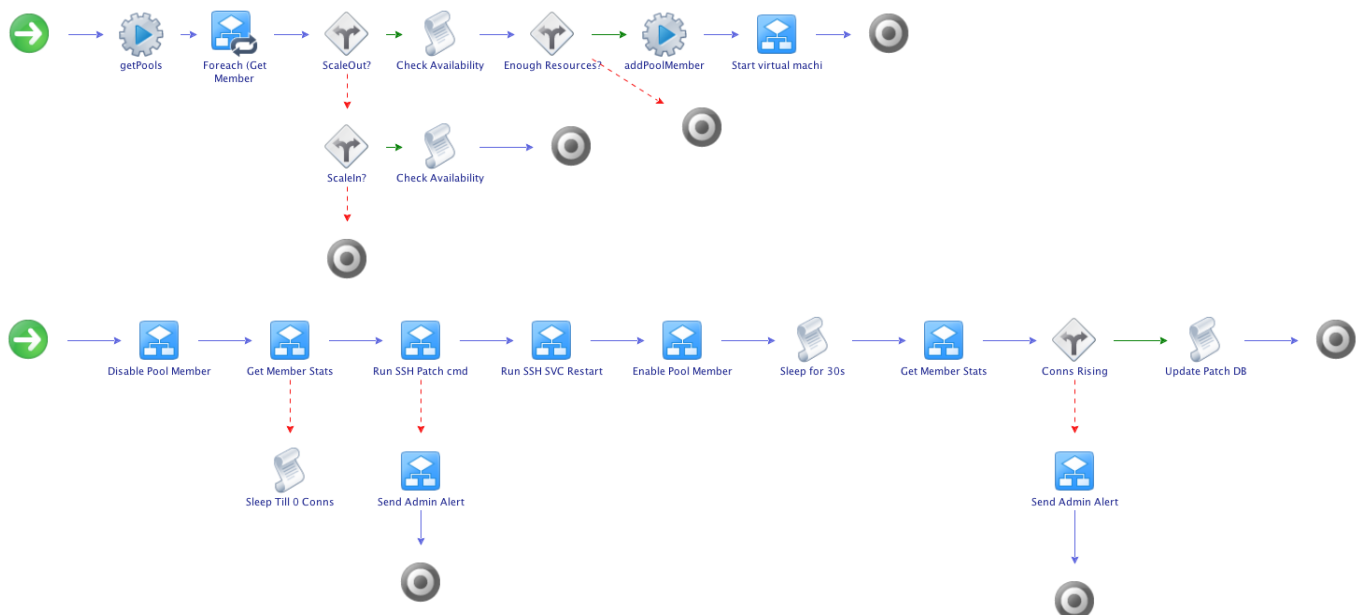 getPools
Foreach (Get
Member
ScaleOut?
Check Availability
Enough Resources?
addPoolMember
Start virtual machi
ScaleIn?
Check Availability
Disable Pool Member
Get Member Stats
Run SSH Patch cmd
Run SSH SVC Restart
Enable Pool Member
Sleep for 30s
Get Member Stats
Conns Rising
Update Patch DB
Sleep Till 0 Conns
Send Admin Alert
Send Admin Alert